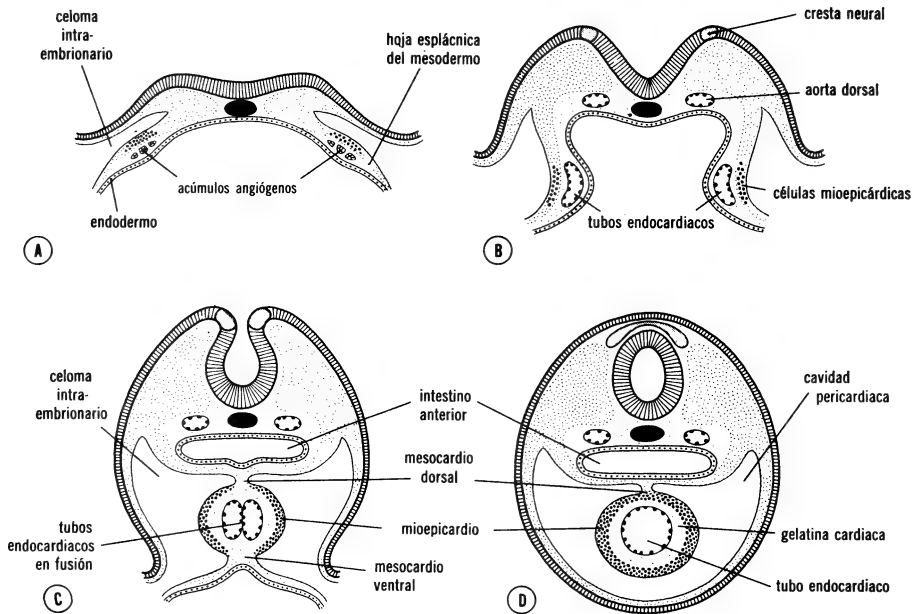 celoma
intra-
embrionario
hoja esplácnica
del mesodermo
acúmulos angiógenos
endodermo
A
cresta neural
aorta dorsal
células mioepicárdicas
tubos endocardiacos
B
celoma
intra-
embrionario
intestino
anterior
mesocardio
dorsal
tubos
endocardiacos
en fusión
mioepicardio
mesocardio
ventral
C
cavidad
pericardiaca
gelatina cardiaca
tubo endocardiaco
D